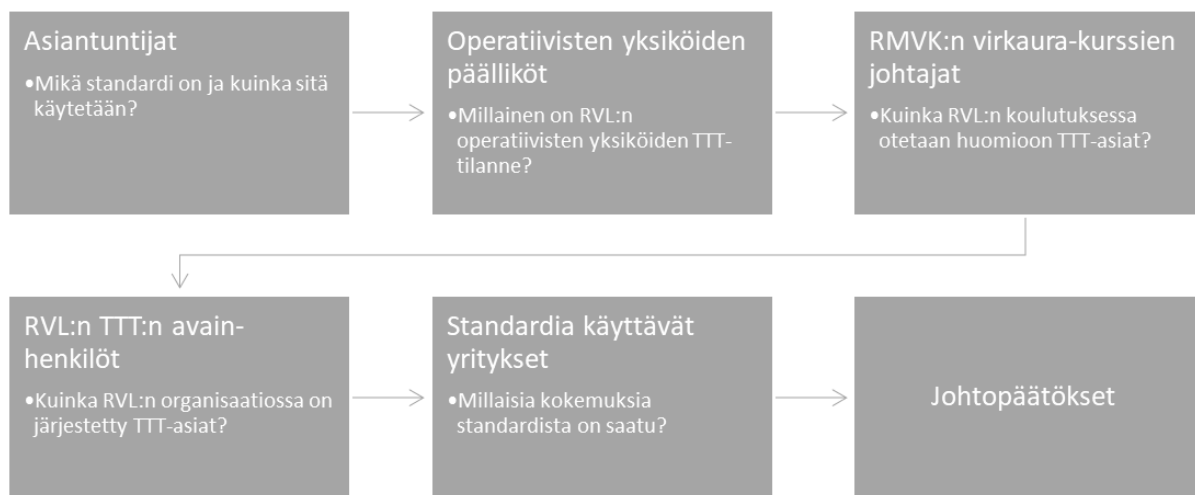 Asiantuntijat
•Mikä standardi on ja kuinka sitä
käytetään?
Operatiivisten yksiköiden
päälliköt
•Millainen on RVL:n
operatiivisten yksiköiden TTT-
tilanne?
RMVK:n virkaura-kurssien
johtajat
•Kuinka RVL:n koulutuksessa
otetaan huomioon TTT-asiat?
RVL:n TTT:n avain-
henkilöt
•Kuinka RVL:n organisaatiossa on
järjestetty TTT-asiat?
Standardia käyttävät
yritykset
•Millaisia kokemuksia
standardista on saatu?
Johtopäätökset